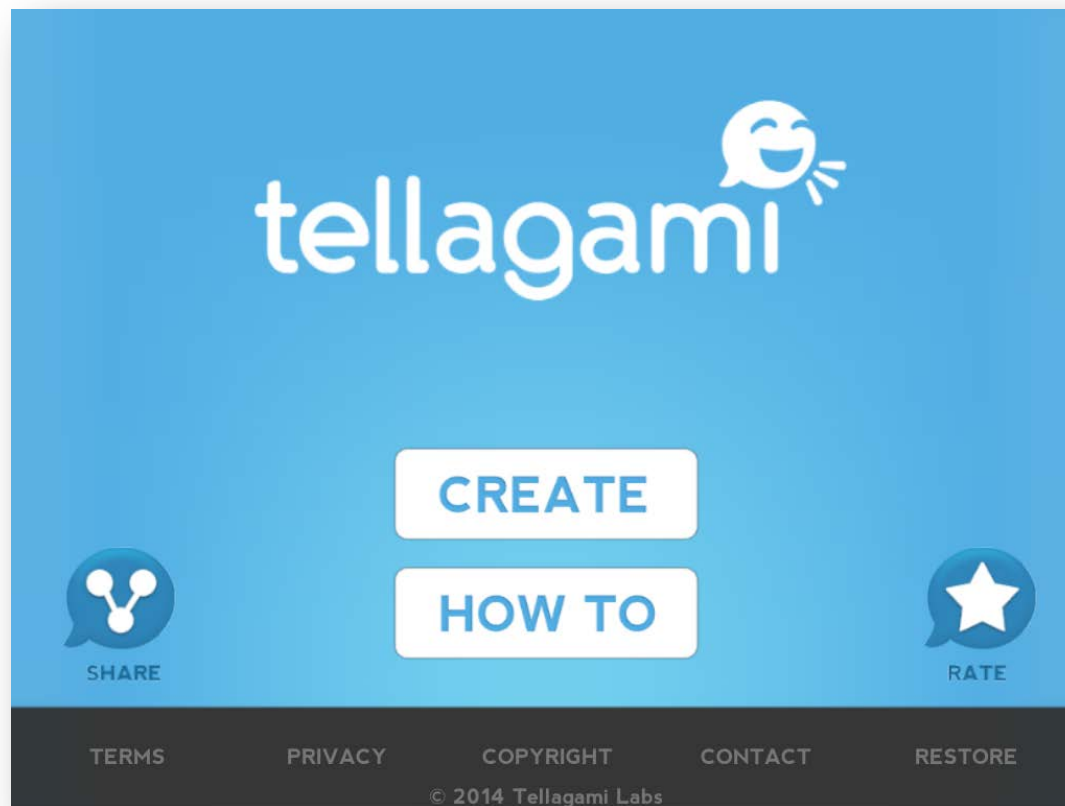 tellagami
CREATE
HOW TO
SHARE
RATE
TERMS PRIVACY COPYRIGHT CONTACT RESTORE
© 2014 Tellagami Labs